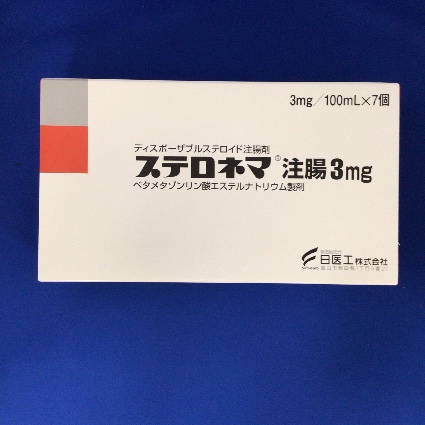 3mg/100mL×7個
ディスポーザブルステロイド注腸剤
ステロネマ®注腸3mg
ベタメタゾンリン酸エステルナトリウム製剤
日医工株式会社